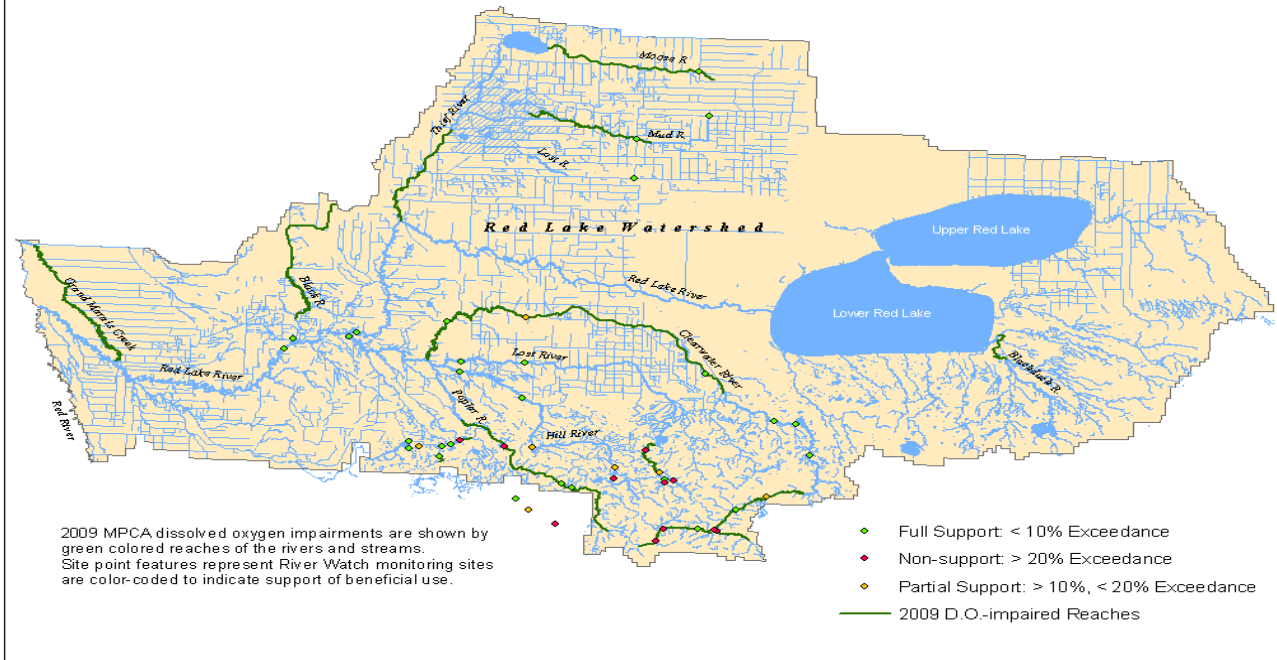 Moose R.
Thief River
Mud R.
Lost R.
Red Lake Watershed
Upper Red Lake
Red Lake River
Lower Red Lake
Grand Marais Creek
Black R.
Clearwater River
Lost River
Blackduck R.
Red Lake River
Poplar R.
Red River
Hill River
2009 MPCA dissolved oxygen impairments are shown by
green colored reaches of the rivers and streams.
Site point features represent River Watch monitoring sites
are color-coded to indicate support of beneficial use.
Full Support: < 10% Exceedance
Non-support: > 20% Exceedance
Partial Support: > 10%, < 20% Exceedance
2009 D.O.-impaired Reaches